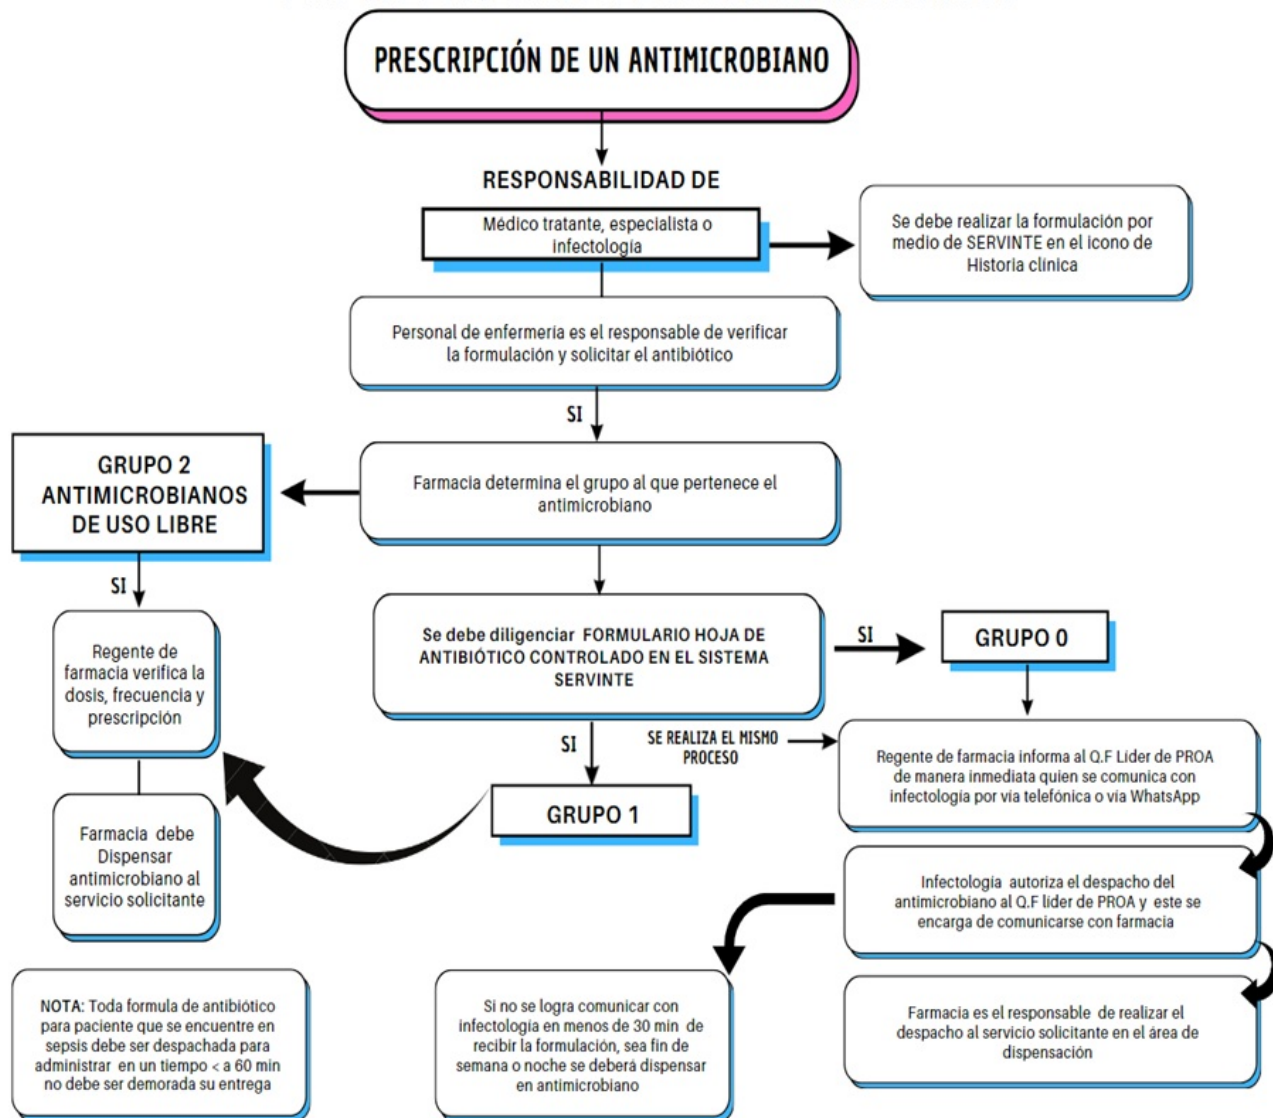 PRESCRIPCIÓN DE UN ANTIMICROBIANO
RESPONSABILIDAD DE
Médico tratante, especialista o
infectología
Se debe realizar la formulación por
medio de SERVINTE en el icono de
Historia clínica
Personal de enfermería es el responsable de verificar
la formulación y solicitar el antibiótico
SI
Farmacia determina el grupo al que pertenece el
antimicrobiano
GRUPO 2
ANTIMICROBIANOS
DE USO LIBRE
SI
Regente de
farmacia verifica la
dosis, frecuencia y
prescripción
Farmacia debe
Dispensar
antimicrobiano al
servicio solicitante
Se debe diligenciar FORMULARIO HOJA DE
ANTIBIÓTICO CONTROLADO EN EL SISTEMA
SERVINTE
SI
GRUPO 0
SI
GRUPO 1
SE REALIZA EL MISMO
PROCESO
Regente de farmacia informa al Q.F Líder de PROA
de manera inmediata quien se comunica con
infectología por vía telefónica o vía WhatsApp
Infectología autoriza el despacho del
antimicrobiano al Q.F líder de PROA y este se
encarga de comunicarse con farmacia
Farmacia es el responsable de realizar el
despacho al servicio solicitante en el área de
dispensación
Si no se logra comunicar con
infectología en menos de 30 min de
recibir la formulación, sea fin de
semana o noche se deberá dispensar
en antimicrobiano
NOTA: Toda formula de antibiótico
para paciente que se encuentre en
sepsis debe ser despachada para
administrar en un tiempo < a 60 min
no debe ser demorada su entrega